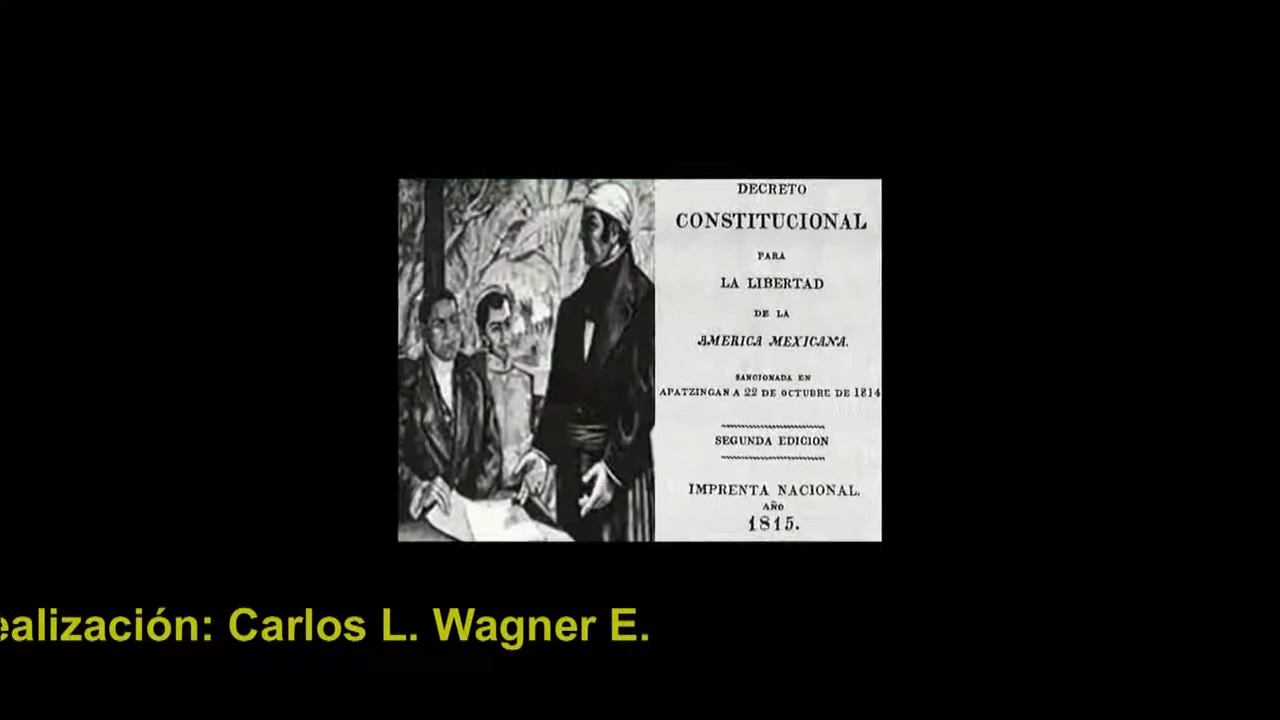 DECRETO
CONSTITUCIONAL
PARA
LA LIBERTAD
DE LA
AMERICA MEXICANA.
SANCIONADA EN
APATZINGAN A 22 DE OCTUBRE DE 1814
SEGUNDA EDICION
IMPRENTA NACIONAL.
AÑO
1815.
ealización: Carlos L. Wagner E.